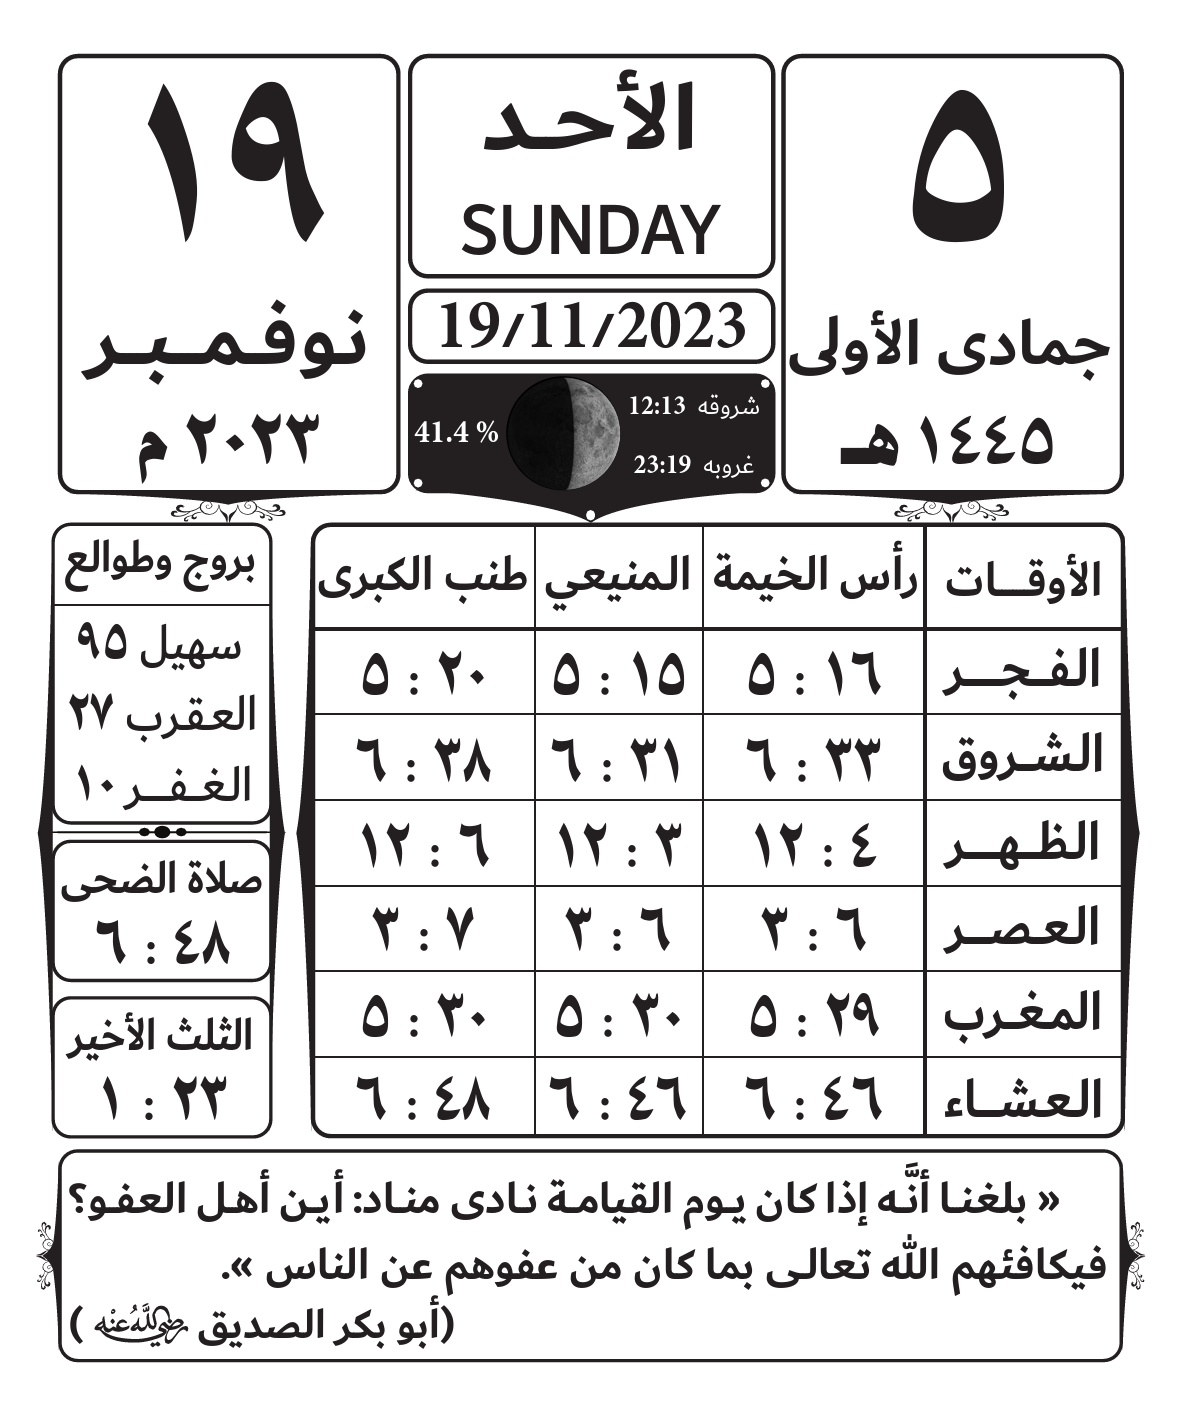 ٥
جمادى الأولى
١٤٤٥ هـ
الأحد
SUNDAY
19/11/2023
شروقه 12:13
غروبه 23:19
41.4 %
١٩
نوفمبر
٢٠٢٣ م
الأوقات رأس الخيمة المنيعي طنب الكبرى
الفجر ١٦ : ٥ ١٥ : ٥ ٢٠ : ٥
الشروق ٣٣ : ٦ ٣١ : ٦ ٣٨ : ٦
الظهر ٤ : ١٢ ٣ : ١٢ ٦ : ١٢
العصر ٦ : ٣ ٦ : ٣ ٧ : ٣
المغرب ٢٩ : ٥ ٣٠ : ٥ ٣٠ : ٥
العشاء ٤٦ : ٦ ٤٦ : ٦ ٤٨ : ٦
بروج وطوالع
سهيل ٩٥
العقرب ٢٧
الغفر ١٠
صلاة الضحى
٤٨ : ٦
الثلث الأخير
٢٣ : ١
« بلغنا أنَّه إذا كان يوم القيامة نادى مناد: أين أهل العفو؟
فيكافئهم الله تعالى بما كان من عفوهم عن الناس ».
(أبو بكر الصديق رضي الله عنه )